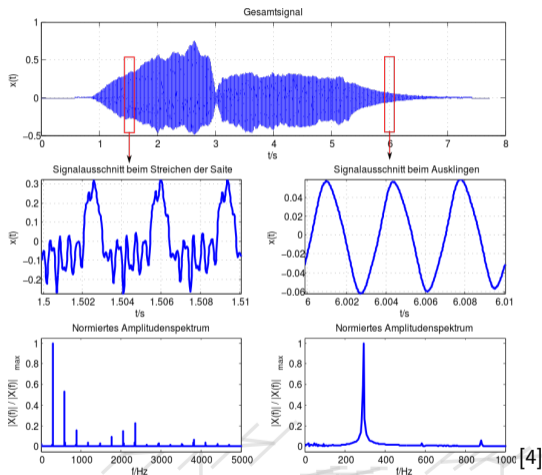 Gesamtsignal
1
0.5
0
−0.5
x(t)
0 1 2 3 4 5 6 7 8
t/s
Signalausschnitt beim Streichen der Saite
0.3
0.2
0.1
0
−0.1
−0.2
x(t)
1.5 1.502 1.504 1.506 1.508 1.51
t/s
Signalausschnitt beim Ausklingen
0.04
0.02
0
−0.02
−0.04
−0.06
x(t)
6 6.002 6.004 6.006 6.008 6.01
t/s
Normiertes Amplitudenspektrum
1
0.8
0.6
0.4
0.2
0
|X(f)| / |X(f)|max
0 1000 2000 3000 4000 5000
f/Hz
Normiertes Amplitudenspektrum
1
0.8
0.6
0.4
0.2
0
|X(f)| / |X(f)|max
0 200 400 600 800 1000
f/Hz
[4]